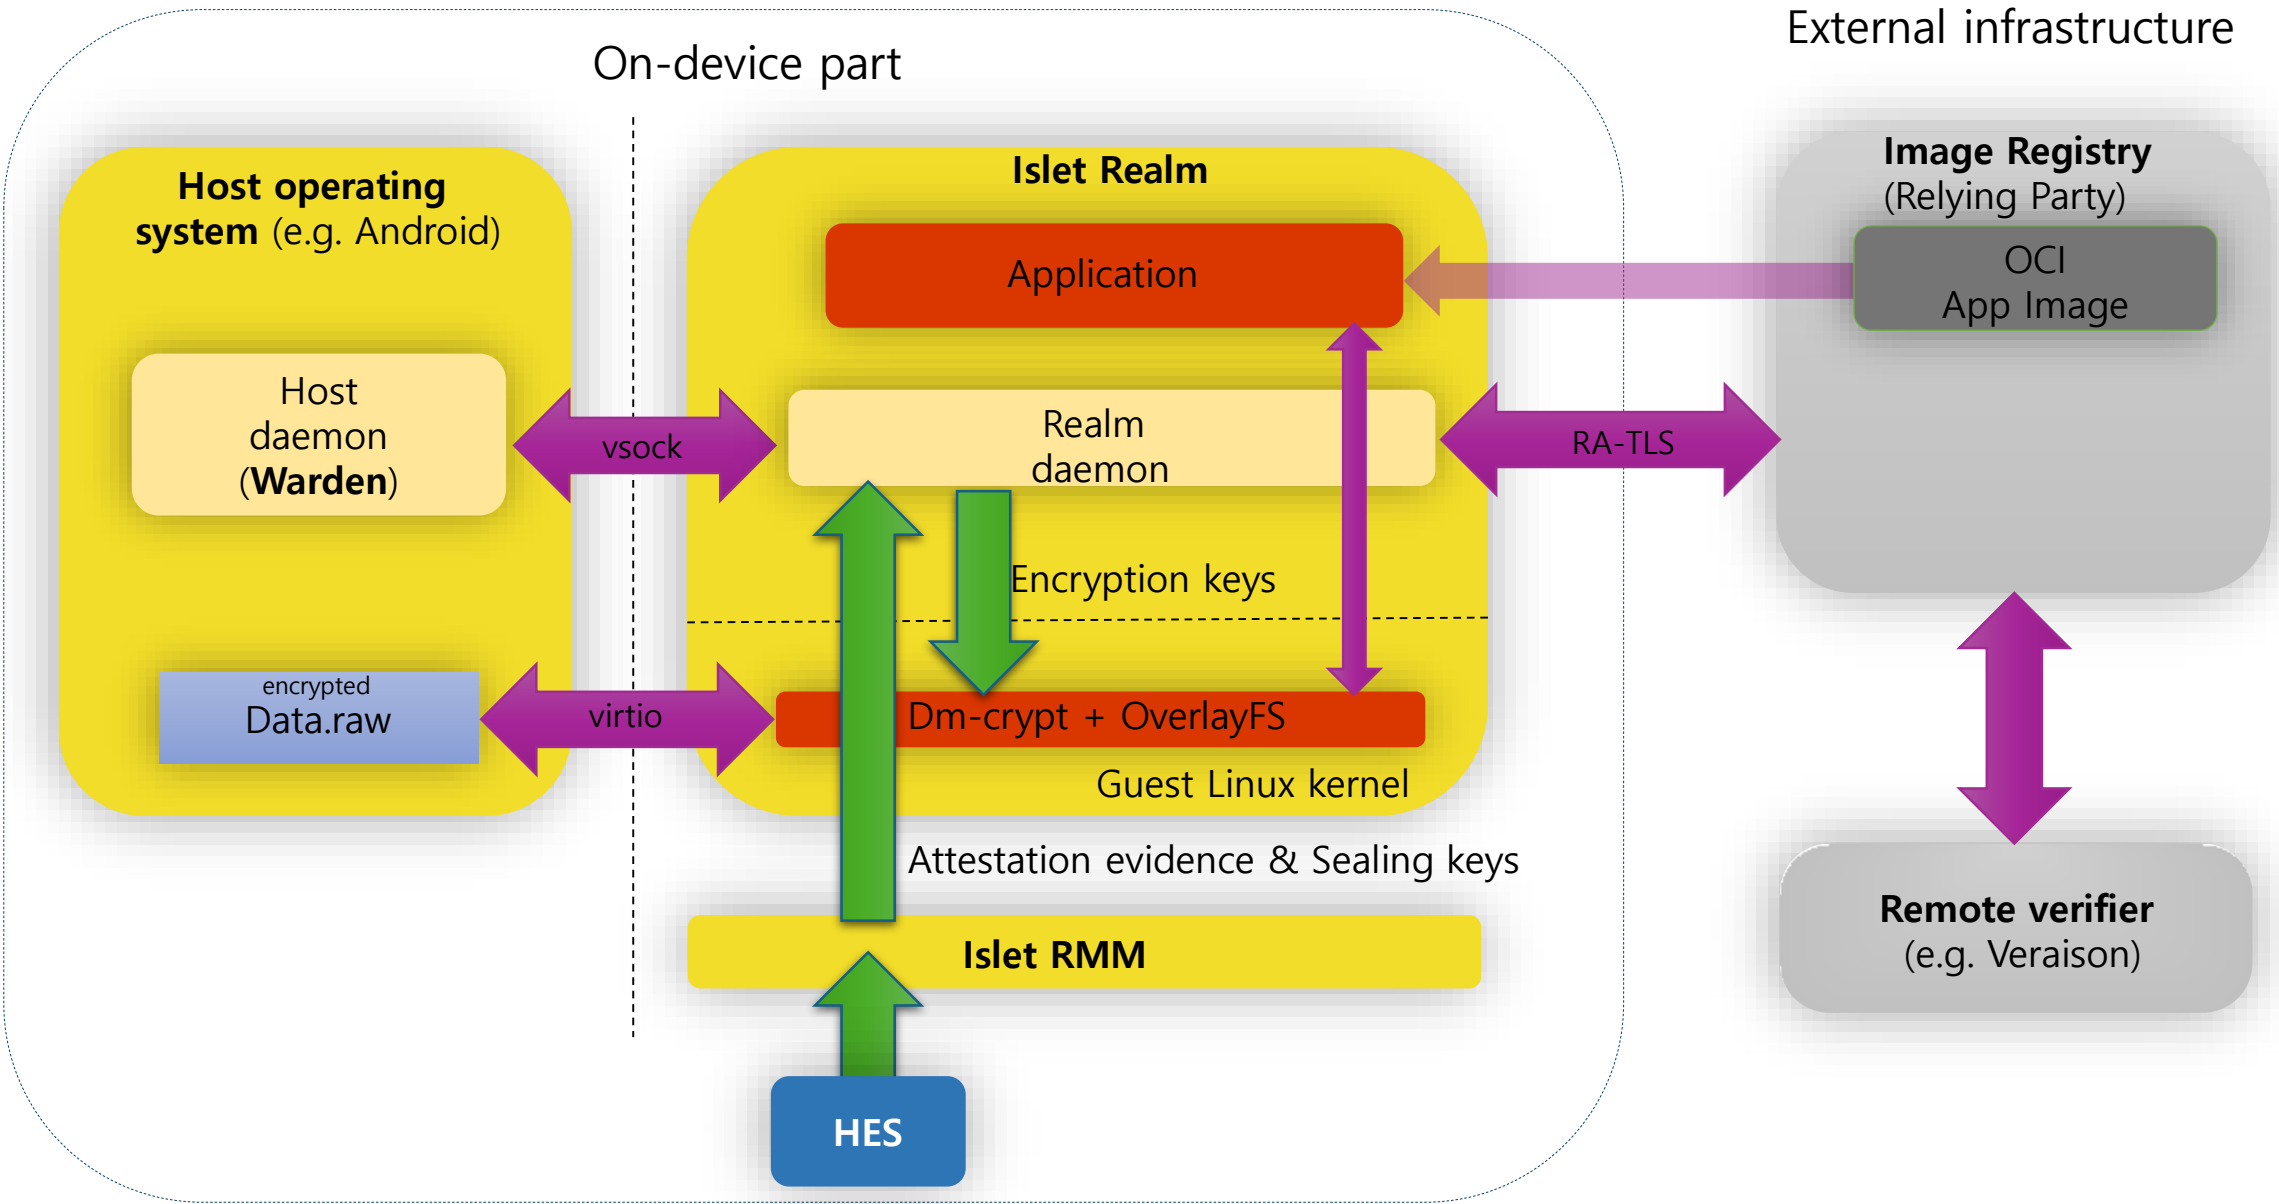 External infrastructure
On-device part
Host operating
system (e.g. Android)
Islet Realm
Image Registry
(Relying Party)
Application
OCI
App Image
Host
daemon
(Warden)
vsock
Realm
daemon
RA-TLS
Encryption keys
encrypted
Data.raw
virtio
Dm-crypt + OverlayFS
Guest Linux kernel
Attestation evidence & Sealing keys
Remote verifier
(e.g. Veraison)
Islet RMM
HES